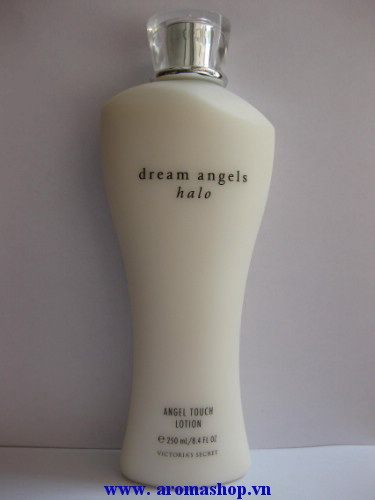 dream angels
halo
ANGEL TOUCH
LOTION
℮ 250 mL/8.4 FL OZ
VICTORIA'S SECRET
www.aromashop.vn